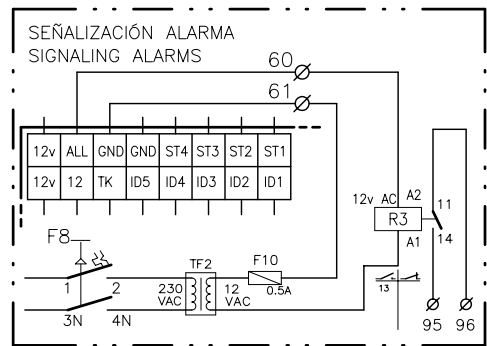 SEÑALIZACIÓN ALARMA
SIGNALING ALARMS
60
61
12v ALL GND GND ST4 ST3 ST2 ST1
12v 12 TK ID5 ID4 ID3 ID2 ID1
12v AC A2
R3
A1
11
14
13
F8
1 2
3N 4N
TF2
230 VAC
12 VAC
F10
0.5A
95 96